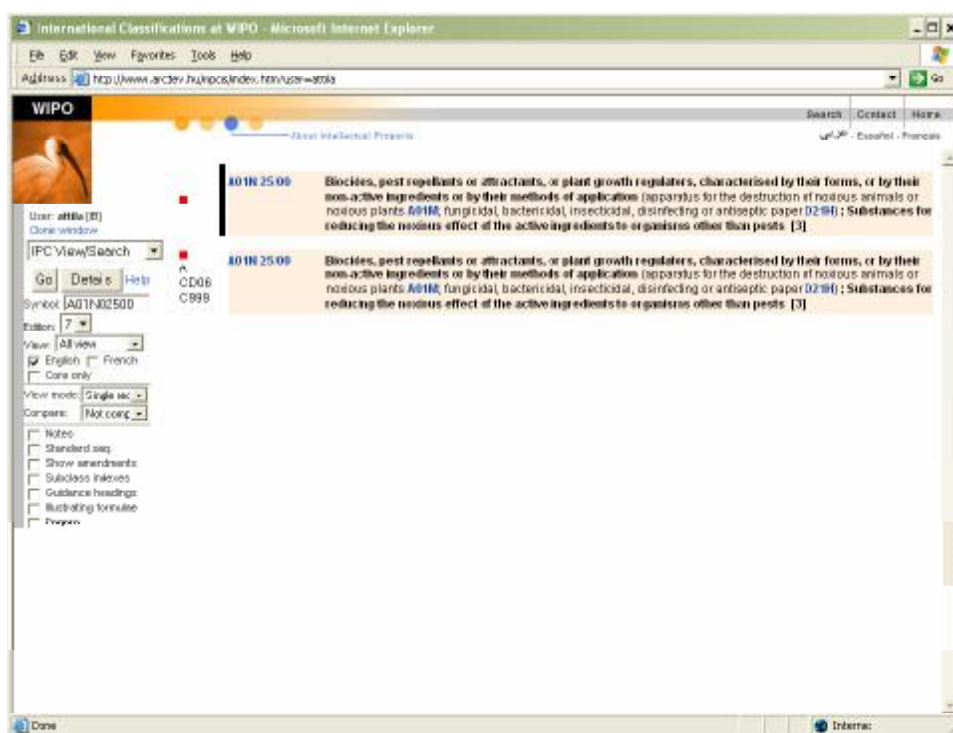 International Classifications at WIPO - Microsoft Internet Explorer
File Edit View Favorites Tools Help
Address Go
WIPO
Search Contact Home
About Intellectual Property
عربي - Español - Français
A01N 25/00 Biocides, pest repellants or attractants, or plant growth regulators, characterised by their forms, or by their
non-active ingredients or by their methods of application (apparatus for the destruction of noxious animals or
noxious plants A01M; fungicidal, bactericidal, insecticidal, disinfecting or antiseptic paper D21H) ; Substances for
reducing the noxious effect of the active ingredients to organisms other than pests [3]
User: attila
Clone window
IPC View/Search
Go Details Help
Symbol: A01N02500
Edition: 7
View: All view
English French
Core only
View mode: Single rec
Compare: Not comp
Notes
Standard seq.
Show amendments
Subclass indexes
Guidance headings
Illustrating formulae
A
CD06
C999
A01N 25/00 Biocides, pest repellants or attractants, or plant growth regulators, characterised by their forms, or by their
non-active ingredients or by their methods of application (apparatus for the destruction of noxious animals or
noxious plants A01M; fungicidal, bactericidal, insecticidal, disinfecting or antiseptic paper D21H) ; Substances for
reducing the noxious effect of the active ingredients to organisms other than pests [3]
Done Internet